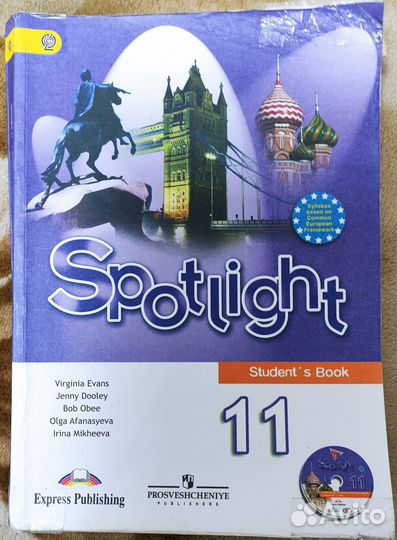 Syllabus
based on
Common
European
Framework
Spotlight
Student´s Book
Virginia Evans
Jenny Dooley
Bob Obee
Olga Afanasyeva
Irina Mikheeva
11
11
Express Publishing
PROSVESHCHENIYE
PUBLISHERS
Avito